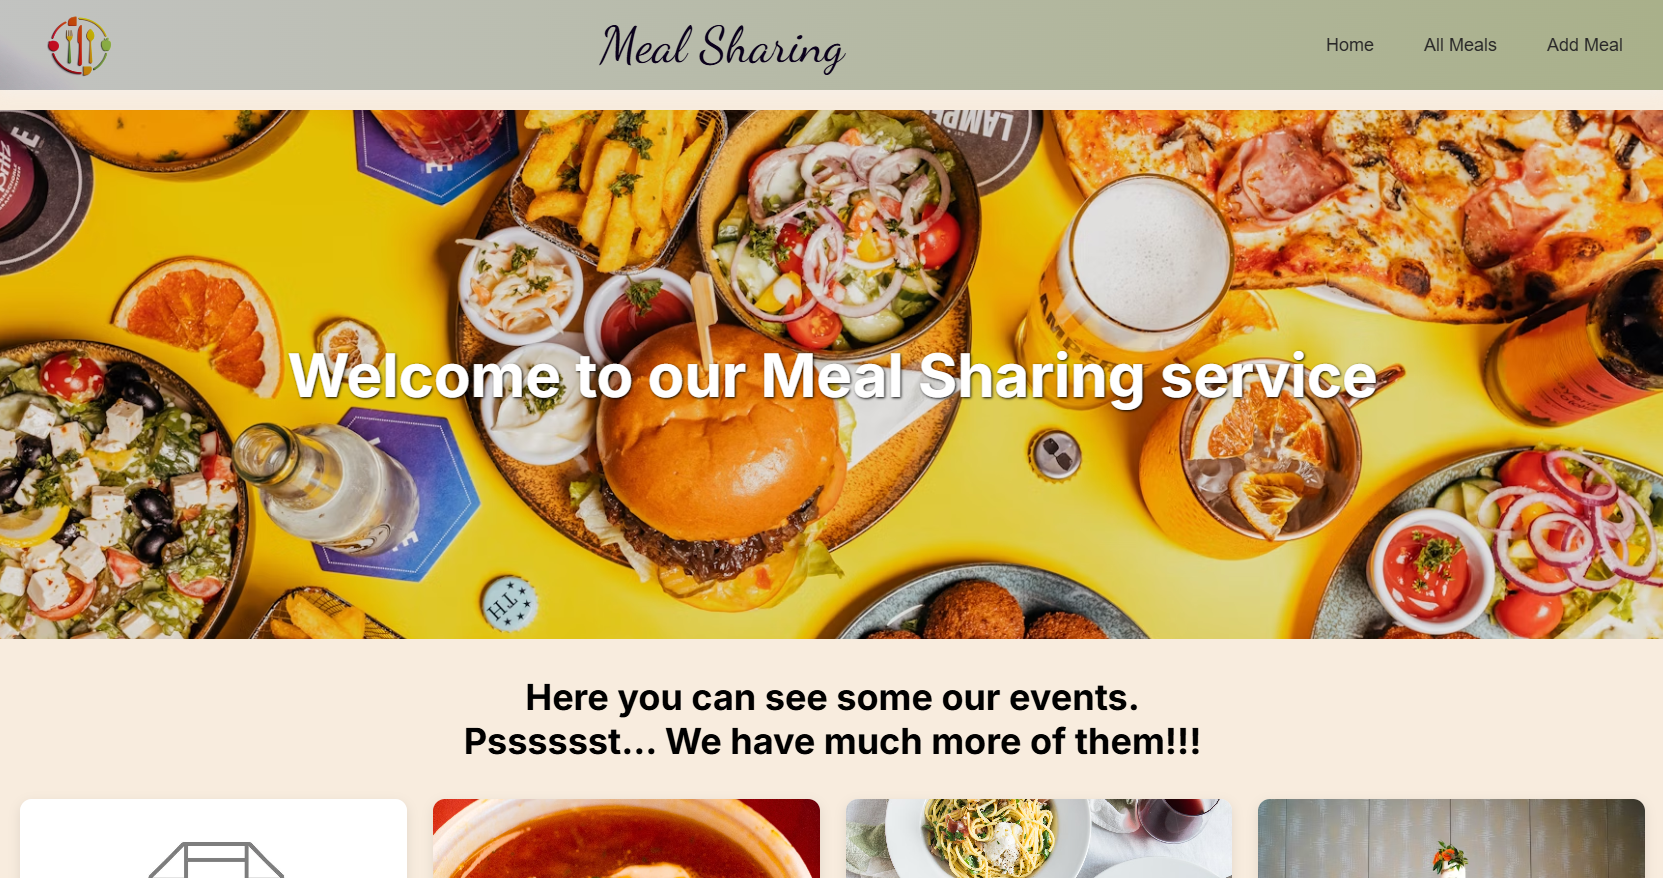 Meal Sharing
Home
All Meals
Add Meal
Welcome to our Meal Sharing service
TH
Here you can see some our events.
Psssssst... We have much more of them!!!